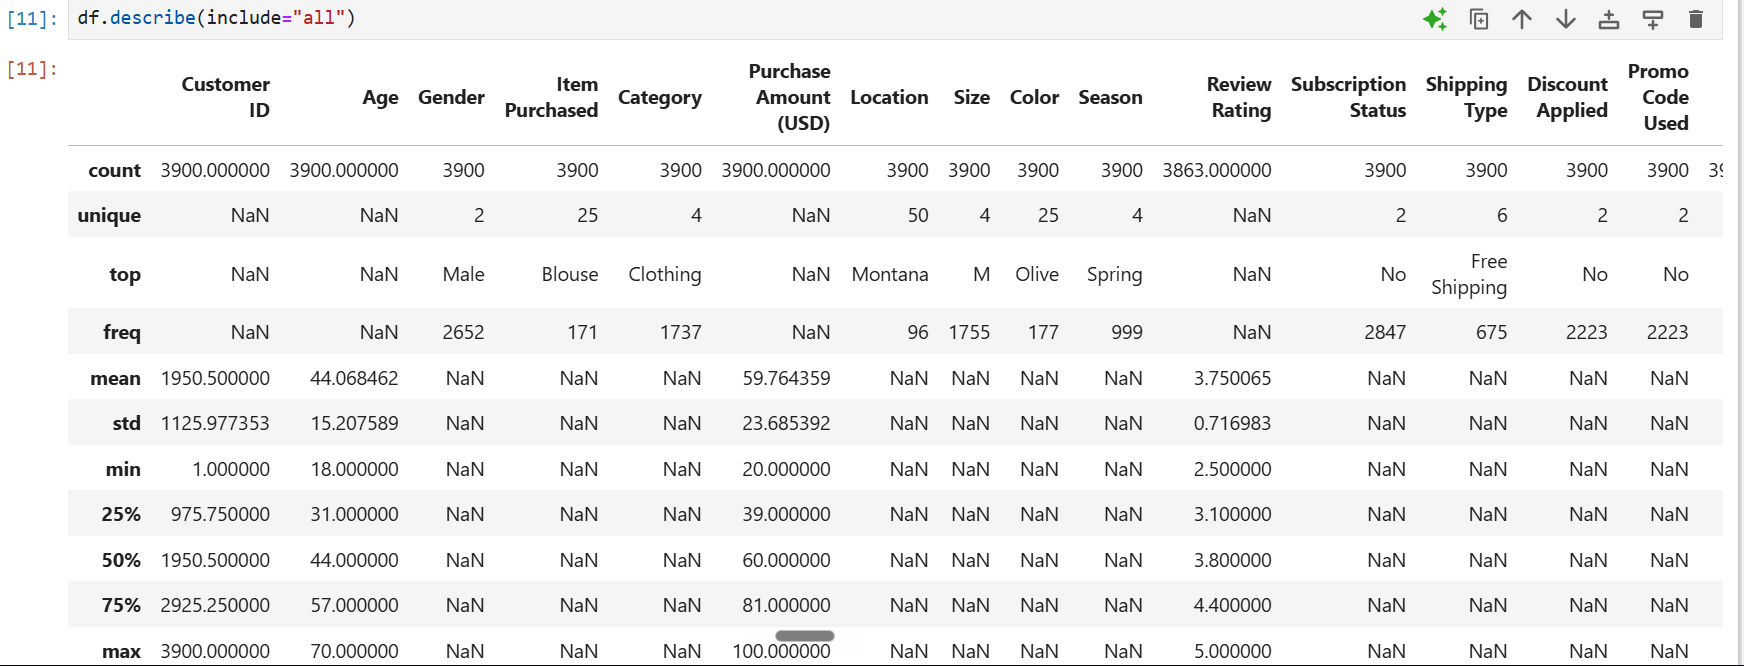 [11]: df.describe(include="all")
[11]:
Customer ID Age Gender Item Purchased Category Purchase Amount (USD) Location Size Color Season Review Rating Subscription Status Shipping Type Discount Applied Promo Code Used
count 3900.000000 3900.000000 3900 3900 3900 3900.000000 3900 3900 3900 3900 3863.000000 3900 3900 3900 3900
unique NaN NaN 2 25 4 NaN 50 4 25 4 NaN 2 6 2 2
top NaN NaN Male Blouse Clothing NaN Montana M Olive Spring NaN No Free Shipping No No
freq NaN NaN 2652 171 1737 NaN 96 1755 177 999 NaN 2847 675 2223 2223
mean 1950.500000 44.068462 NaN NaN NaN 59.764359 NaN NaN NaN NaN 3.750065 NaN NaN NaN NaN
std 1125.977353 15.207589 NaN NaN NaN 23.685392 NaN NaN NaN NaN 0.716983 NaN NaN NaN NaN
min 1.000000 18.000000 NaN NaN NaN 20.000000 NaN NaN NaN NaN 2.500000 NaN NaN NaN NaN
25% 975.750000 31.000000 NaN NaN NaN 39.000000 NaN NaN NaN NaN 3.100000 NaN NaN NaN NaN
50% 1950.500000 44.000000 NaN NaN NaN 60.000000 NaN NaN NaN NaN 3.800000 NaN NaN NaN NaN
75% 2925.250000 57.000000 NaN NaN NaN 81.000000 NaN NaN NaN NaN 4.400000 NaN NaN NaN NaN
max 3900.000000 70.000000 NaN NaN NaN 100.000000 NaN NaN NaN NaN 5.000000 NaN NaN NaN NaN